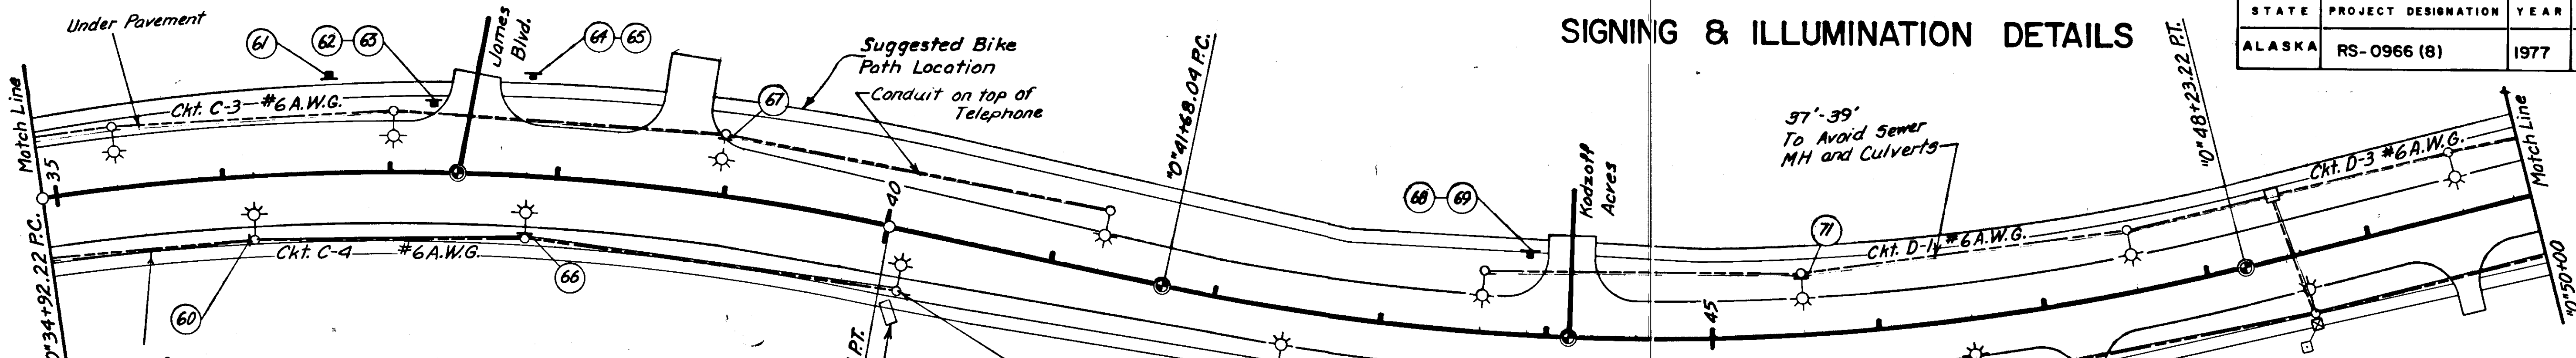 SIGNING & ILLUMINATION DETAILS
STATE PROJECT DESIGNATION YEAR
ALASKA RS-0966 (8) 1977
Under Pavement
61
62 63
James
Blvd.
64 65
Suggested Bike
Path Location
Conduit on top of
Telephone
67
"O" 41+68.04 P.C.
37'-39'
To Avoid Sewer
MH and Culverts
"O" 48+23.22 P.T.
Match Line
Match Line
Ckt. C-3 #6 A.W.G.
35
40
68 69
Kodzoff
Acres
71
Ckt. D-1 #6 A.W.G.
Ckt. D-3 #6 A.W.G.
Ckt. C-4 #6 A.W.G.
66
60
45
"O" 34+92.22 P.C.
P.T.
"O" 50+00